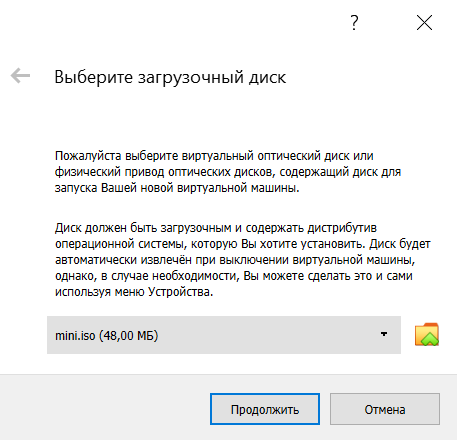 ?
Выберите загрузочный диск
Пожалуйста выберите виртуальный оптический диск или
физический привод оптических дисков, содержащий диск для
запуска Вашей новой виртуальной машины.
Диск должен быть загрузочным и содержать дистрибутив
операционной системы, которую Вы хотите установить. Диск будет
автоматически извлечён при выключении виртуальной машины,
однако, в случае необходимости, Вы можете сделать это и сами
используя меню Устройства.
mini.iso (48,00 МБ)
Продолжить
Отмена